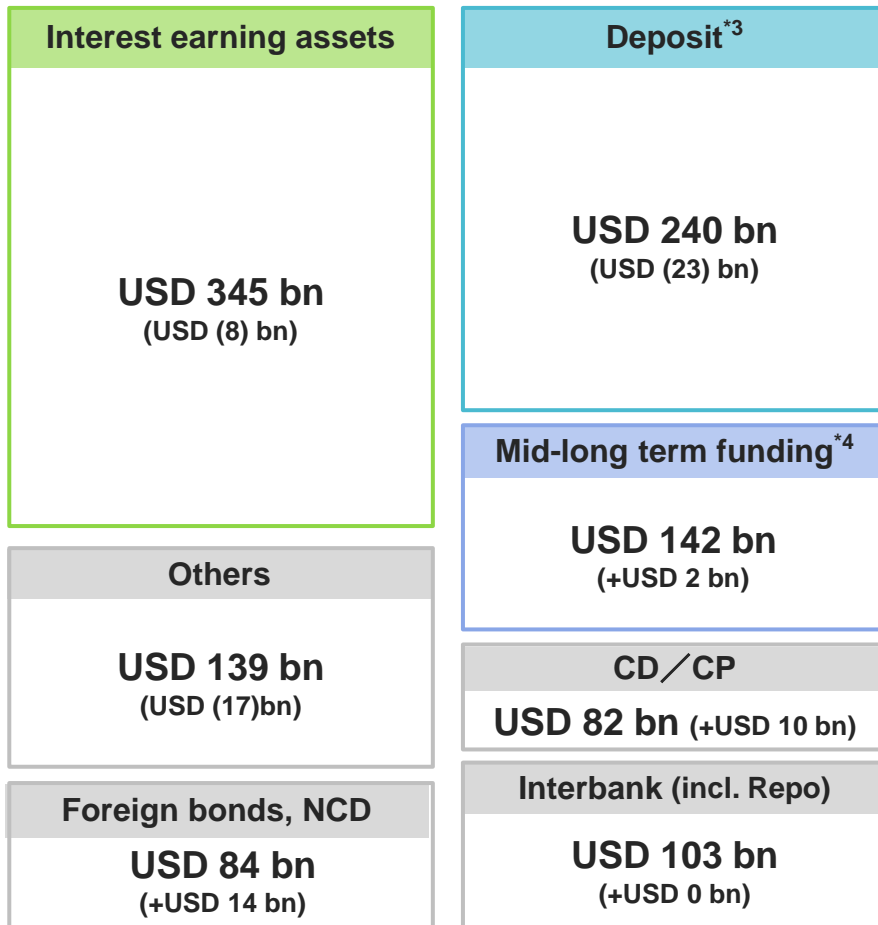 Interest earning assets
USD 345 bn
(USD (8) bn)
Others
USD 139 bn
(USD (17)bn)
Foreign bonds, NCD
USD 84 bn
(+USD 14 bn)
Deposit*3
USD 240 bn
(USD (23) bn)
Mid-long term funding*4
USD 142 bn
(+USD 2 bn)
CD／CP
USD 82 bn (+USD 10 bn)
Interbank (incl. Repo)
USD 103 bn
(+USD 0 bn)